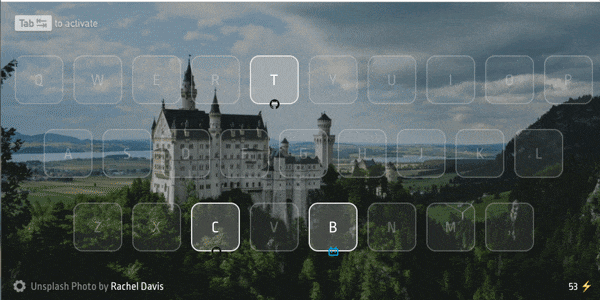 Tab to activate
Q W E R T Y U I O P
A S D J K L
Z X C V B N M
Unsplash Photo by Rachel Davis
53